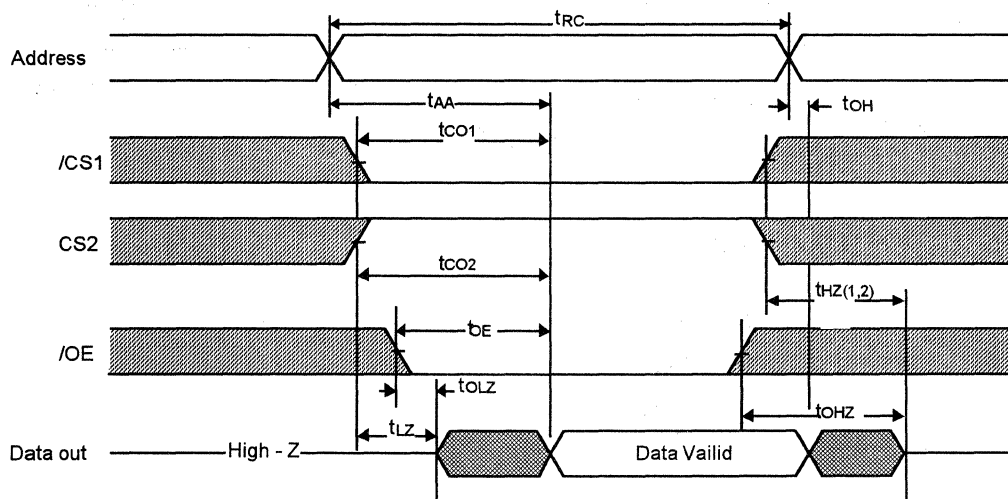 tRC
Address
tAA
tOH
tCO1
/CS1
CS2
tCO2
tHZ(1,2)
tOE
/OE
tOLZ
tOHZ
tLZ
Data out
High - Z
Data Vailid